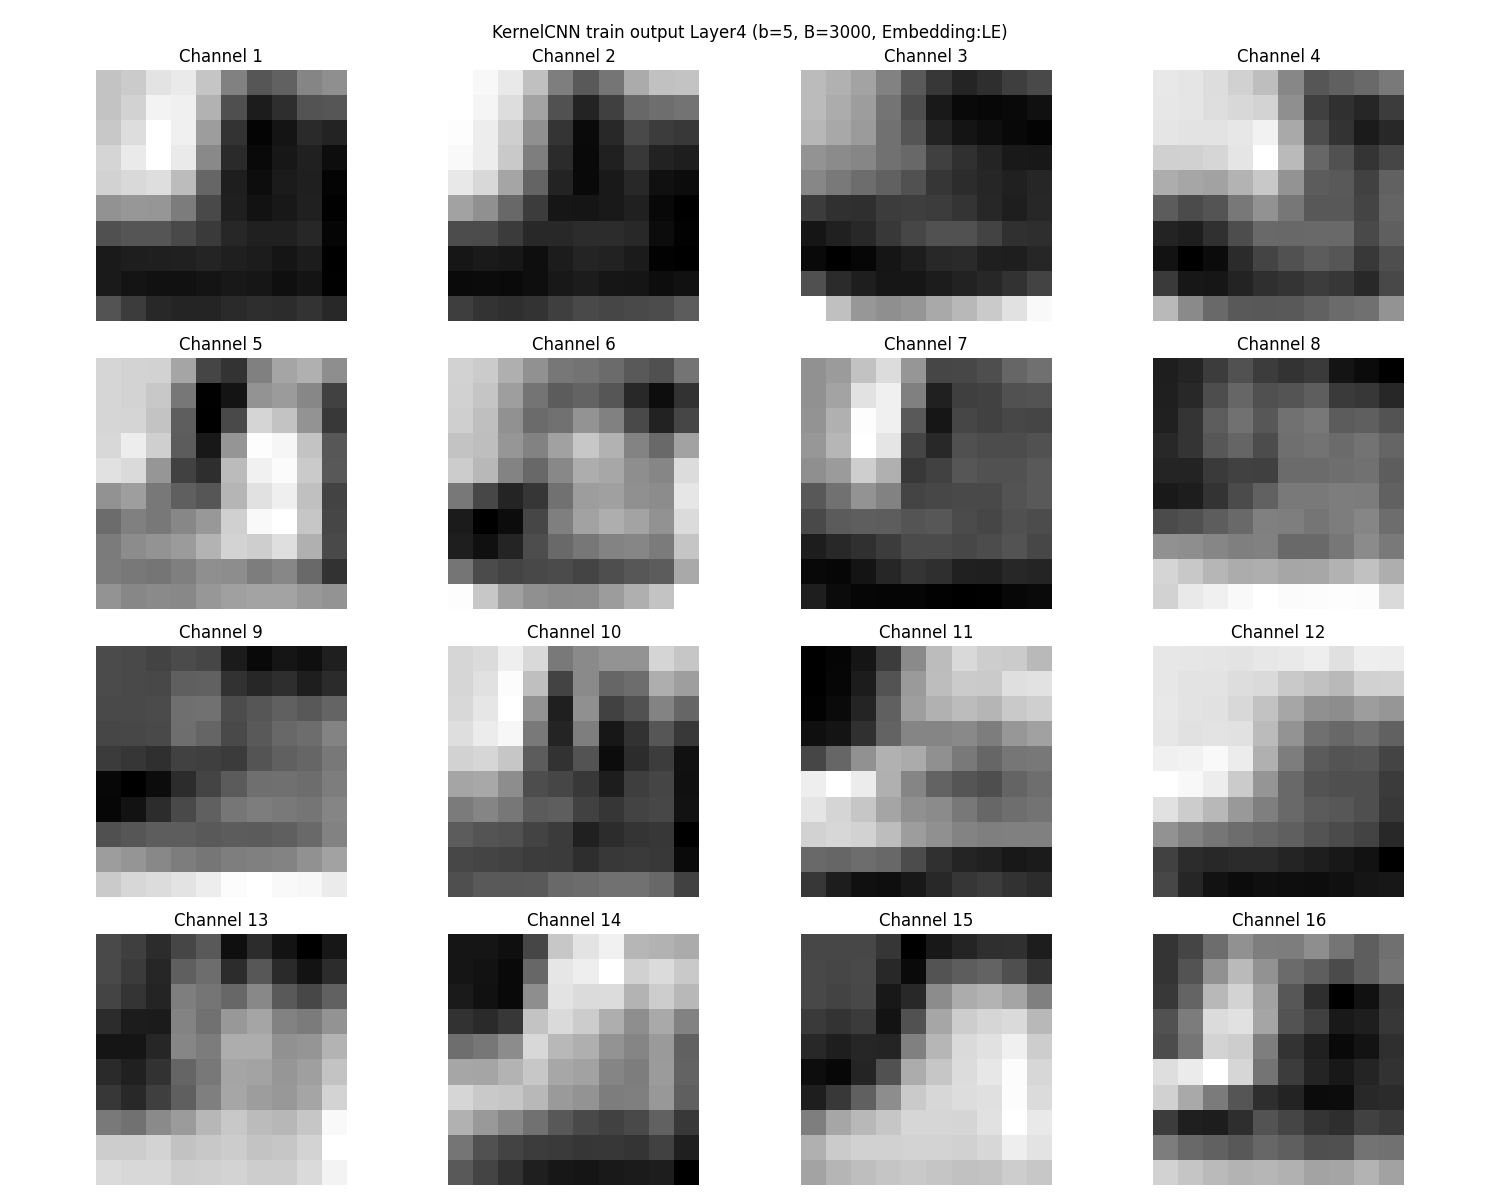 KernelCNN train output Layer4 (b=5, B=3000, Embedding:LE)
Channel 1
Channel 2
Channel 3
Channel 4
Channel 5
Channel 6
Channel 7
Channel 8
Channel 9
Channel 10
Channel 11
Channel 12
Channel 13
Channel 14
Channel 15
Channel 16